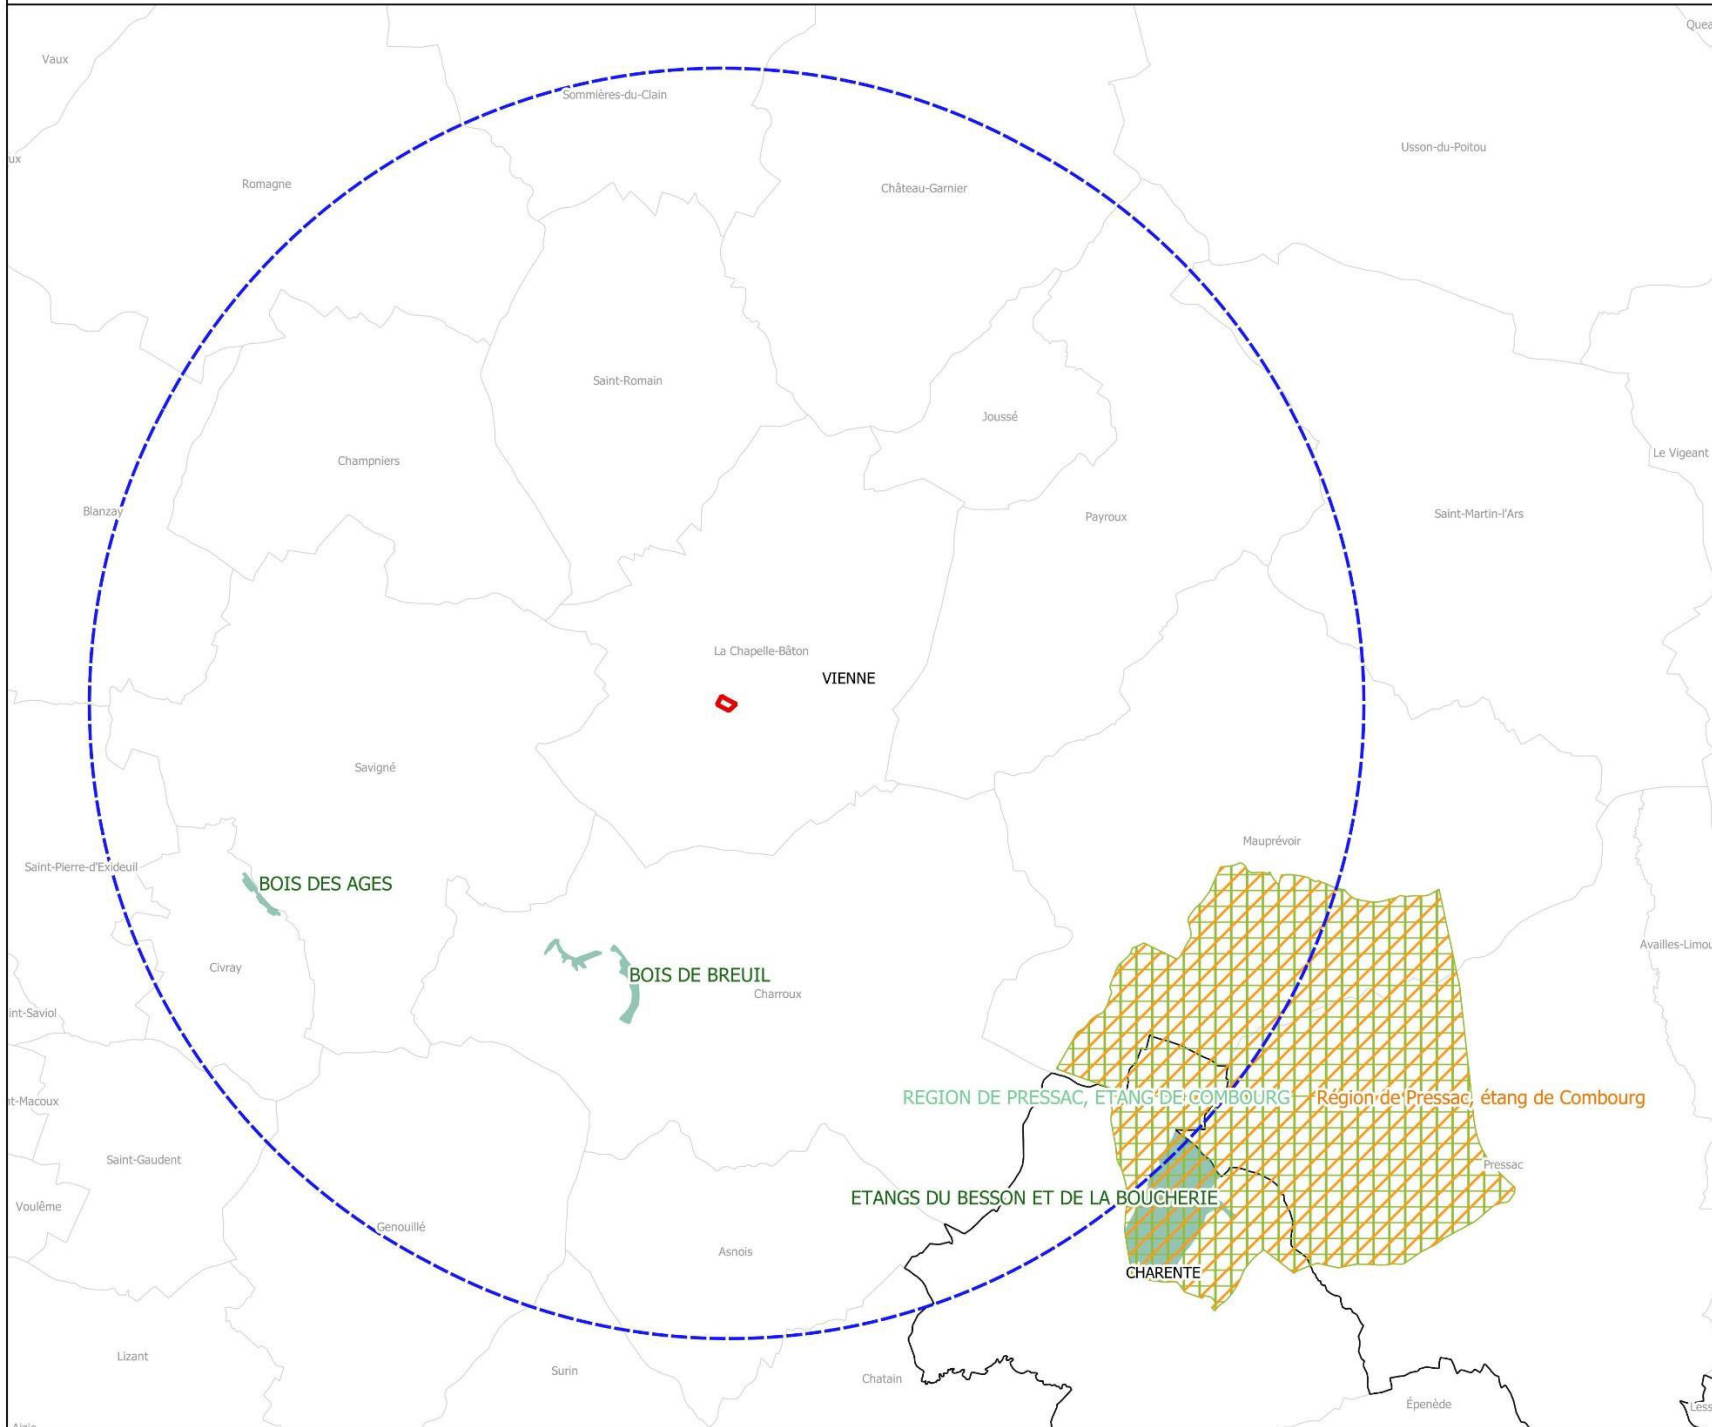 Quea
Vaux
Sommières-du-Clain
Usson-du-Poitou
ux
Romagne
Château-Garnier
Saint-Romain
Joussé
Le Vigeant
Champniers
Blanzay
Payroux
Saint-Martin-l'Ars
La Chapelle-Bâton
VIENNE
Savigné
Mauprévoir
Saint-Pierre-d'Exideuil
BOIS DES AGES
Availles-Limou
Civray
BOIS DE BREUIL
Charroux
int-Saviol
REGION DE PRESSAC, ETANG DE COMBOURG
Région de Pressac, étang de Combourg
nt-Macoux
Saint-Gaudent
Pressac
ETANGS DU BESSON ET DE LA BOUCHERIE
Voulême
Genouillé
Asnois
CHARENTE
Lizant
Surin
Chatain
Épenède
Less